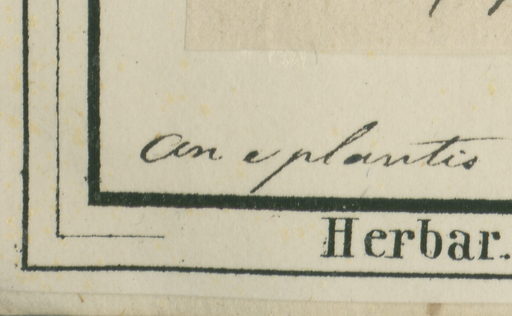 an e plantis
Herbar.